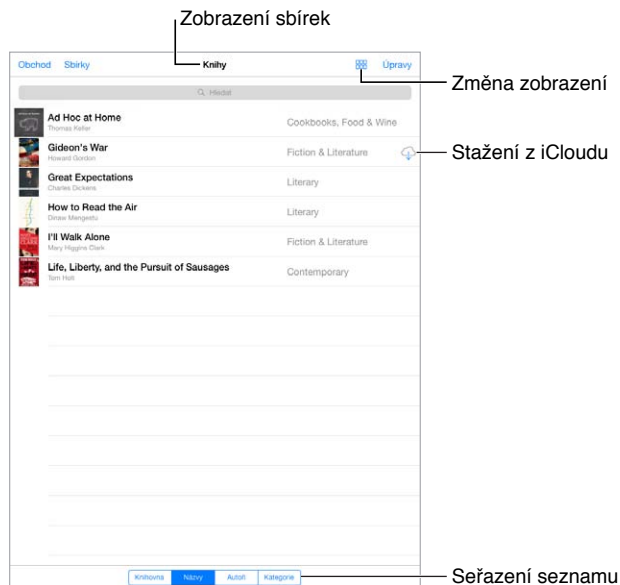 Zobrazení sbírek
Obchod Sbírky Knihy Úpravy
Změna zobrazení
Hledat
Ad Hoc at Home
Thomas Keller
Cookbooks, Food & Wine
Gideon's War
Howard Gordon
Fiction & Literature
Stažení z iCloudu
Great Expectations
Charles Dickens
Literary
How to Read the Air
Dinaw Mengestu
Literary
I'll Walk Alone
Mary Higgins Clark
Fiction & Literature
Life, Liberty, and the Pursuit of Sausages
Tom Holt
Contemporary
Knihovna Názvy Autoři Kategorie
Seřazení seznamu